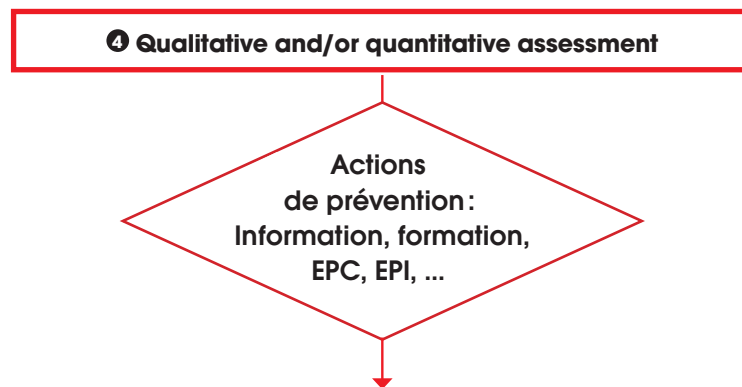 ❹ Qualitative and/or quantitative assessment
Actions
de prévention :
Information, formation,
EPC, EPI, ...